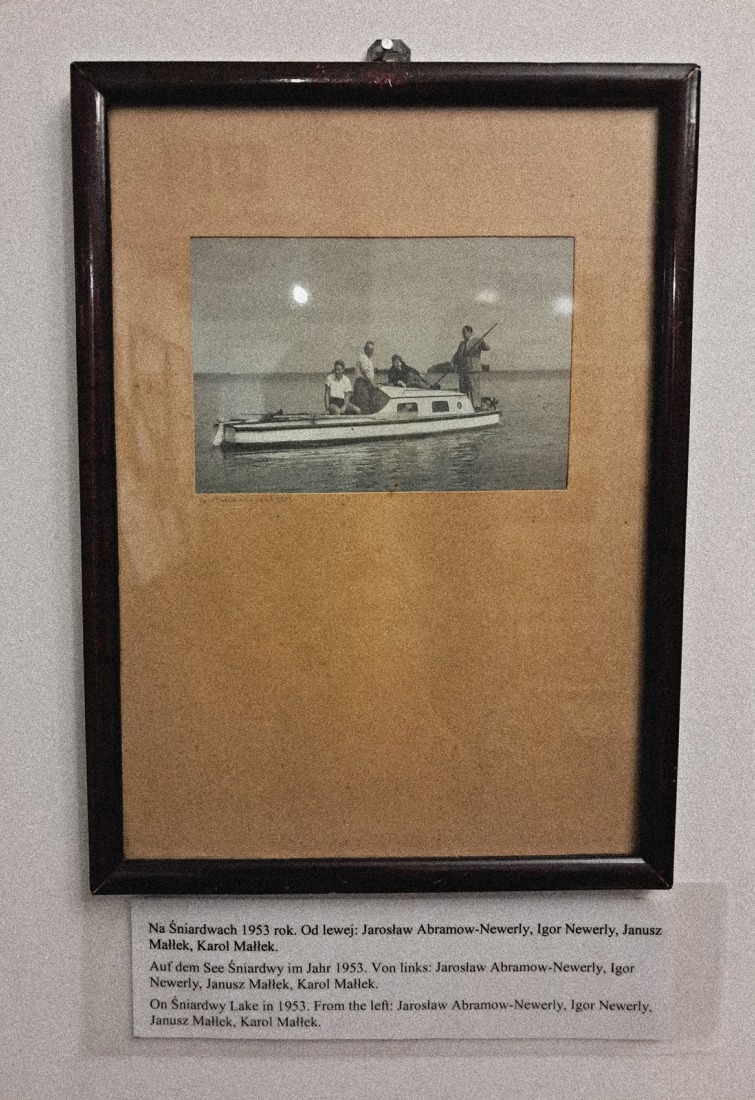 Na Śniardwach 1953 rok. Od lewej: Jarosław Abramow-Newerly, Igor Newerly, Janusz
Małłek, Karol Małłek.
Auf dem See Śniardwy im Jahr 1953. Von links: Jarosław Abramow-Newerly, Igor
Newerly, Janusz Małłek, Karol Małłek.
On Śniardwy Lake in 1953. From the left: Jarosław Abramow-Newerly, Igor Newerly,
Janusz Małłek, Karol Małłek.